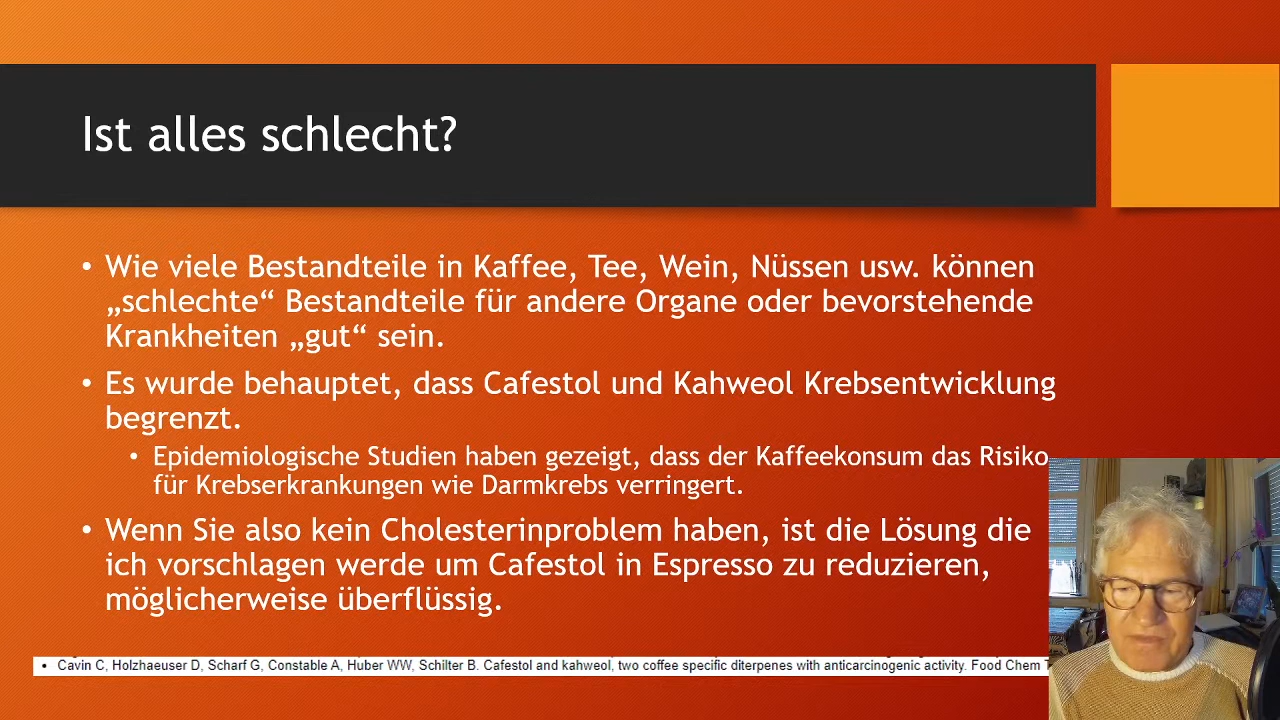 Ist alles schlecht?
• Wie viele Bestandteile in Kaffee, Tee, Wein, Nüssen usw. können
„schlechte“ Bestandteile für andere Organe oder bevorstehende
Krankheiten „gut“ sein.
• Es wurde behauptet, dass Cafestol und Kahweol Krebsentwicklung
begrenzt.
• Epidemiologische Studien haben gezeigt, dass der Kaffeekonsum das Risiko
für Krebserkrankungen wie Darmkrebs verringert.
• Wenn Sie also kein Cholesterinproblem haben, ist die Lösung die
ich vorschlagen werde um Cafestol in Espresso zu reduzieren,
möglicherweise überflüssig.
• Cavin C, Holzhaeuser D, Scharf G, Constable A, Huber WW, Schilter B. Cafestol and kahweol, two coffee specific diterpenes with anticarcinogenic activity. Food Chem